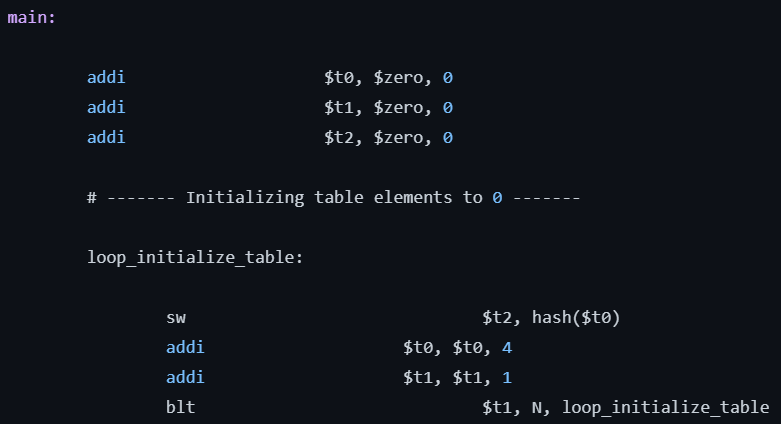 main:
addi $t0, $zero, 0
addi $t1, $zero, 0
addi $t2, $zero, 0
# ------- Initializing table elements to 0 -------
loop_initialize_table:
sw $t2, hash($t0)
addi $t0, $t0, 4
addi $t1, $t1, 1
blt $t1, N, loop_initialize_table